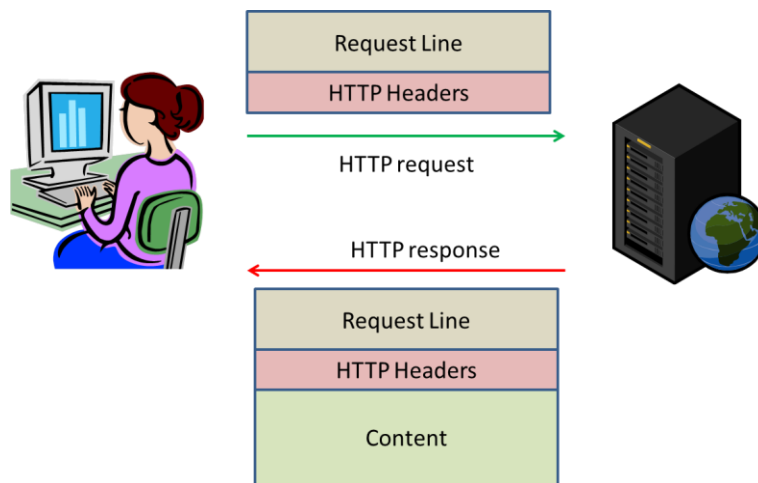 Request Line
HTTP Headers
HTTP request
HTTP response
Request Line
HTTP Headers
Content